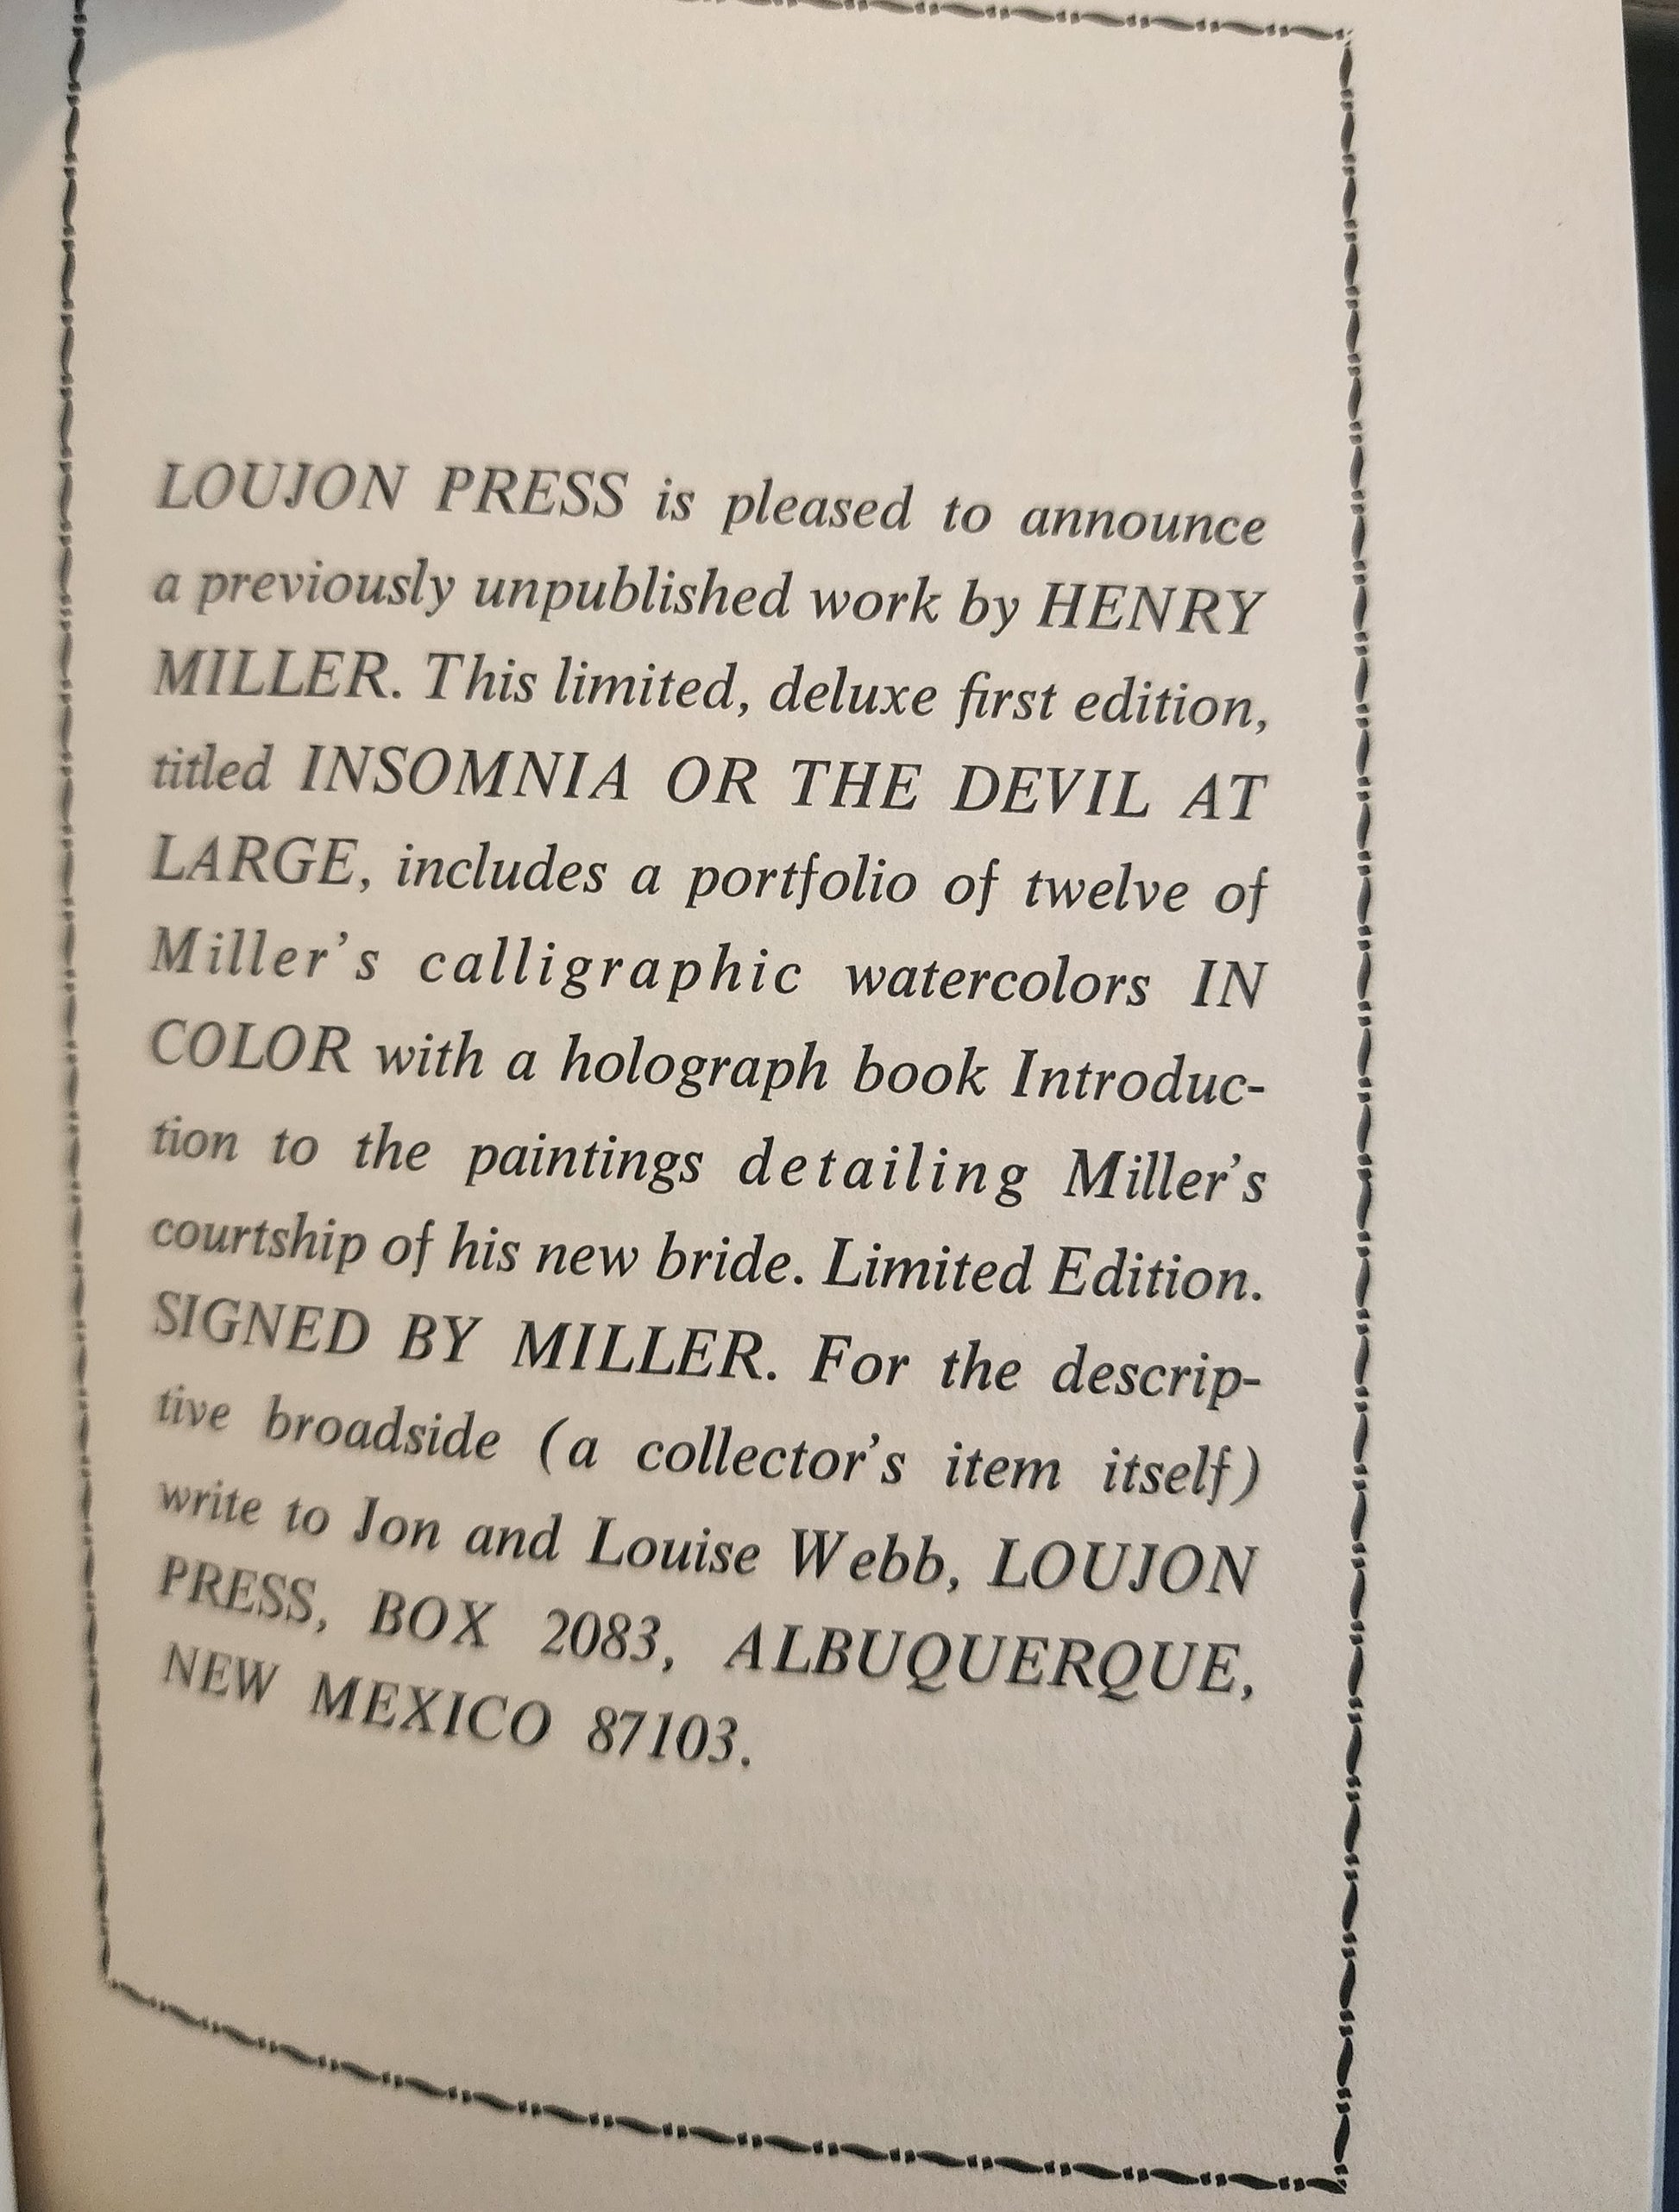 LOUJON PRESS is pleased to announce
a previously unpublished work by HENRY
MILLER. This limited, deluxe first edition,
titled INSOMNIA OR THE DEVIL AT
LARGE, includes a portfolio of twelve of
Miller's calligraphic watercolors IN
COLOR with a holograph book Introduc-
tion to the paintings detailing Miller's
courtship of his new bride. Limited Edition.
SIGNED BY MILLER. For the descrip-
tive broadside (a collector's item itself)
write to Jon and Louise Webb, LOUJON
PRESS, BOX 2083, ALBUQUERQUE,
NEW MEXICO 87103.